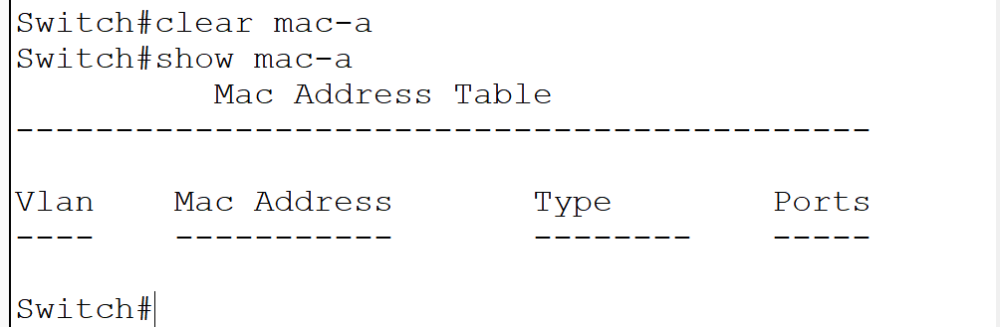 Switch#clear mac-a
Switch#show mac-a
          Mac Address Table
-------------------------------------------

Vlan    Mac Address       Type        Ports
----    -----------       --------    -----

Switch#